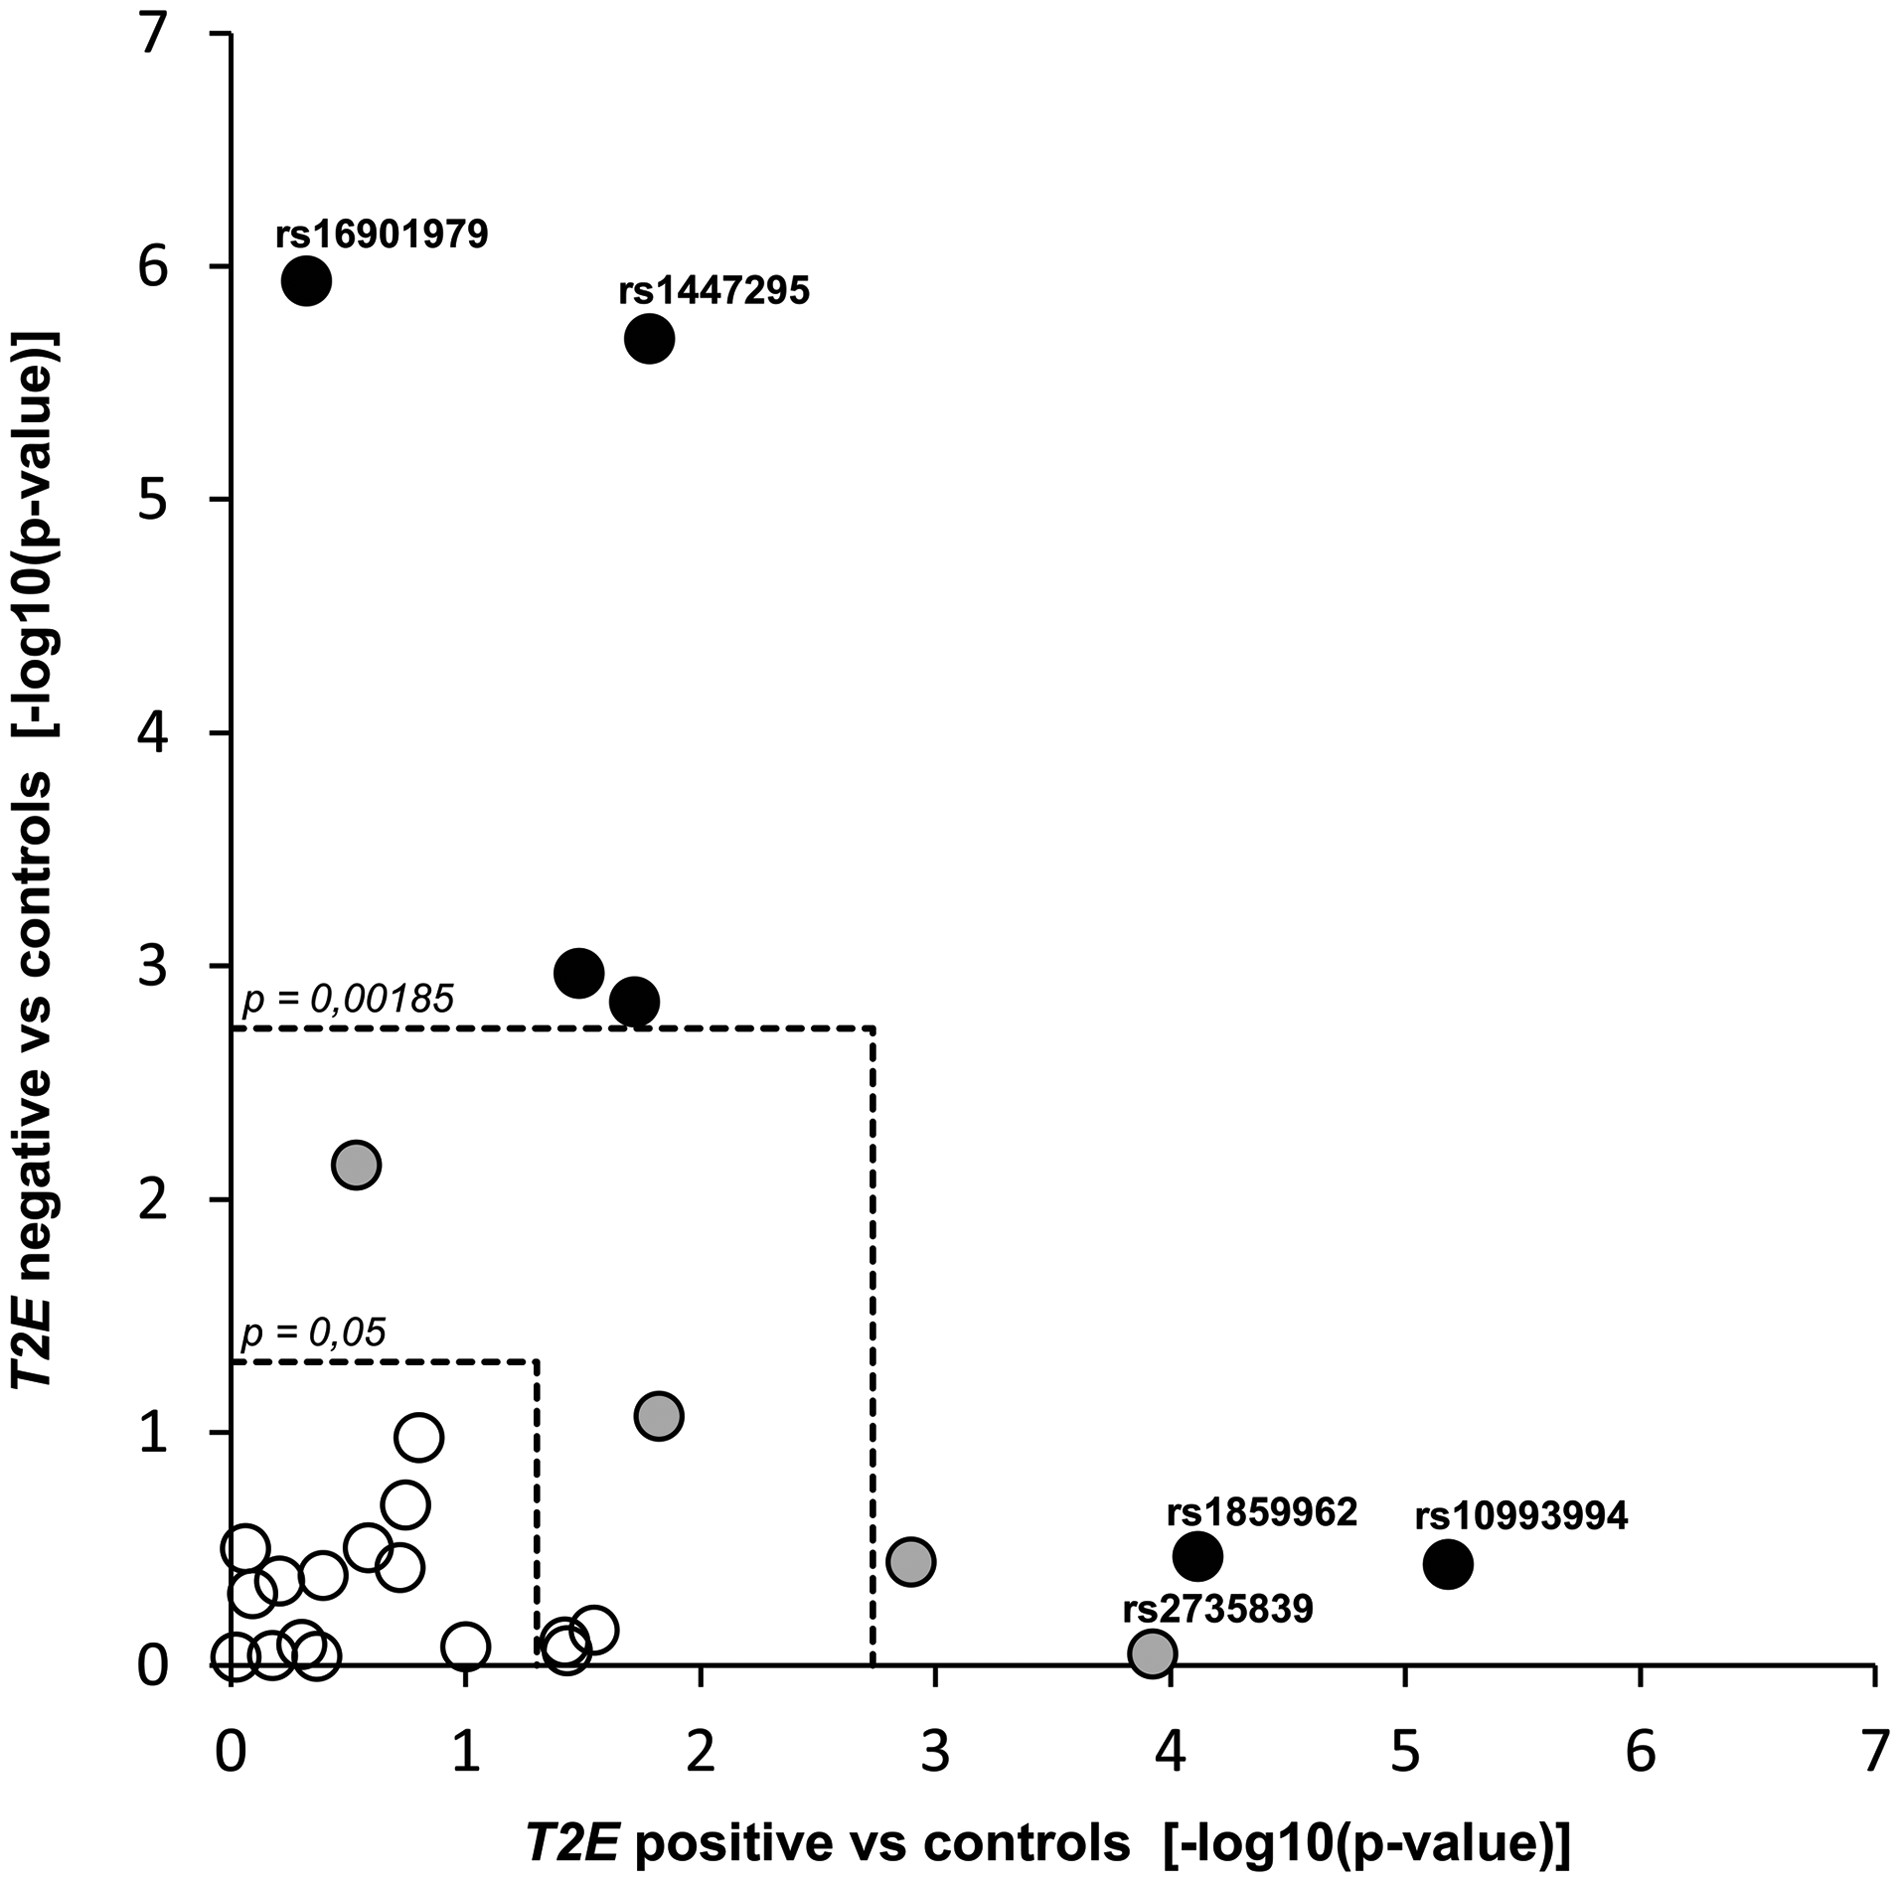 7
rs16901979
6
rs1447295
5
4
3
p = 0,00185
2
p = 0,05
1
rs1859962
rs10993994
rs2735839
0
0 1 2 3 4 5 6 7
T2E positive vs controls [-log10(p-value)]
T2E negative vs controls [-log10(p-value)]